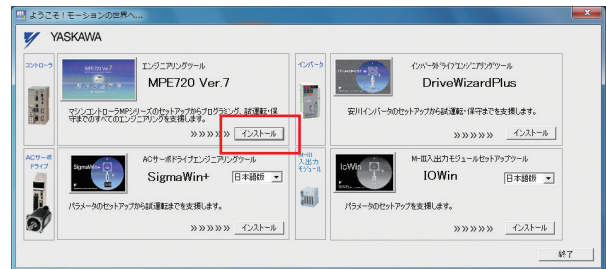 ようこそ！モーションの世界へ...
YASKAWA
コントローラ
MPE720 Ver.7
エンジニアリングツール
MPE720 Ver.7
マシンコントローラMPシリーズのセットアップからプログラミング、試運転・保
守までのすべてのエンジニアリングを支援します。
»»»»» インストール
インバータ
インバータドライブエンジニアリングツール
DriveWizardPlus
安川インバータのセットアップから試運転・保守までを支援します。
»»»»» インストール
ACサーボ
ドライブ
SigmaWin+
ACサーボドライブエンジニアリングツール
SigmaWin+ 日本語版
パラメータのセットアップから試運転までを支援します。
»»»»» インストール
M-III
入出力
モジュール
IOWin
M-III入出力モジュールセットアップツール
IOWin 日本語版
パラメータのセットアップを支援します。
»»»»» インストール
終了